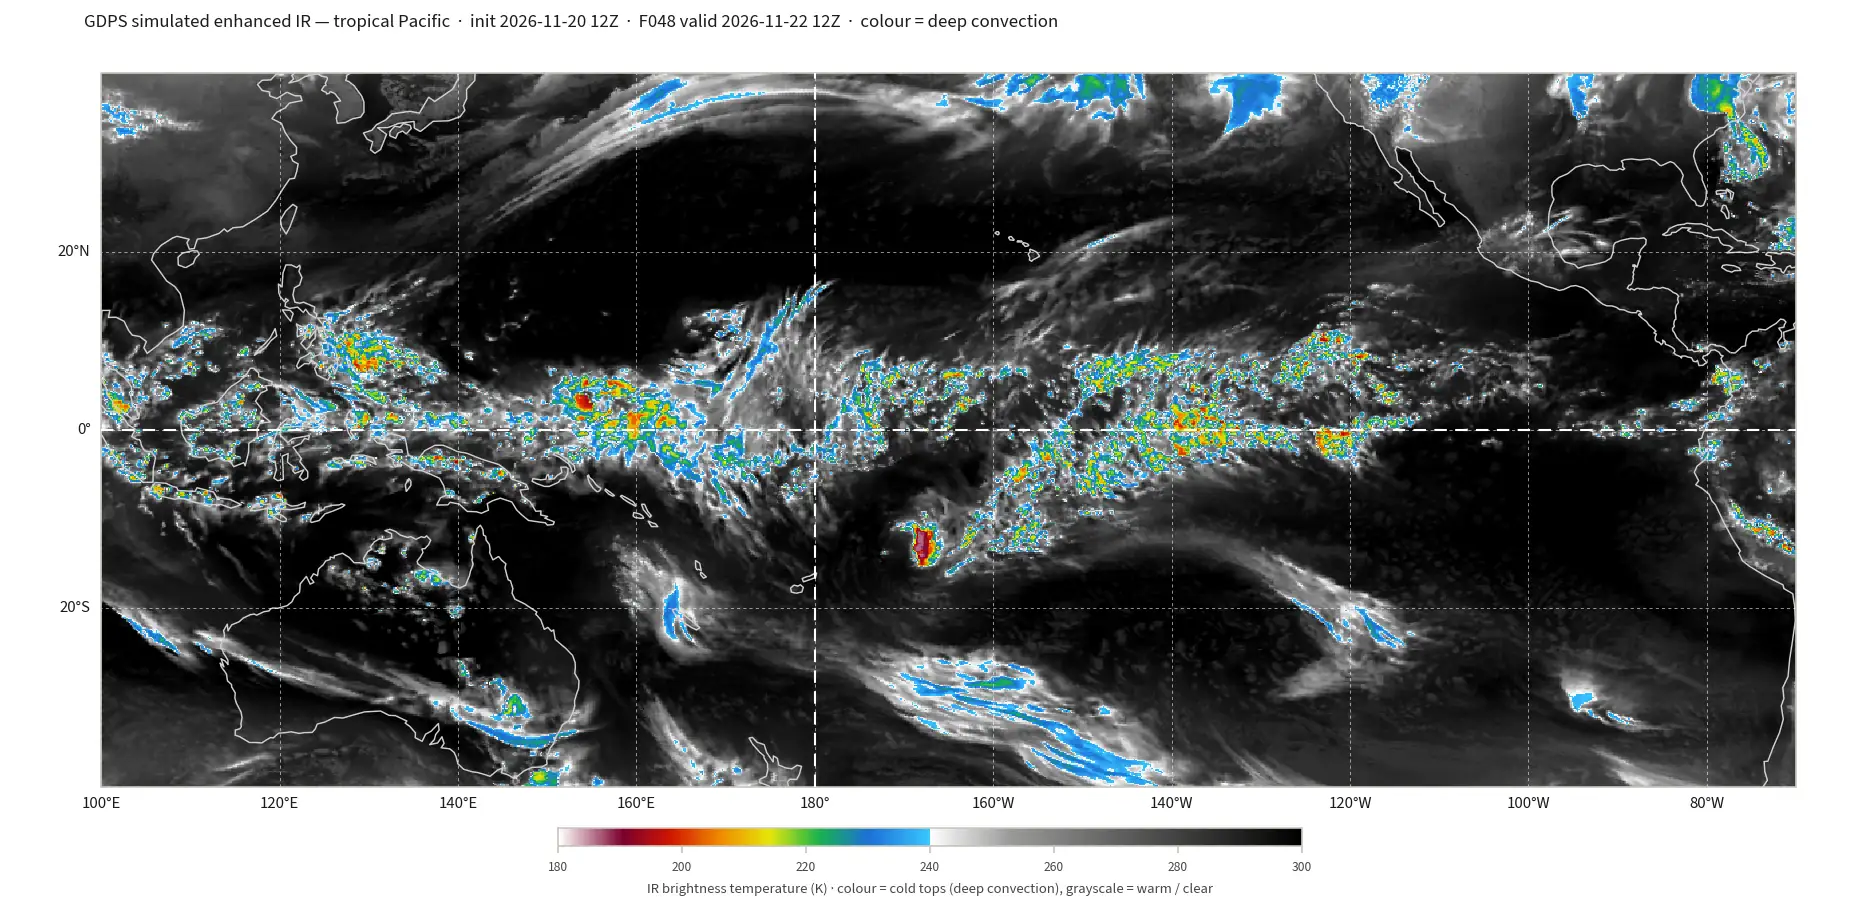 GDPS simulated enhanced IR — tropical Pacific · init 2026-11-20 12Z · F048 valid 2026-11-22 12Z · colour = deep convection
20°N
0°
20°S
100°E 120°E 140°E 160°E 180° 160°W 140°W 120°W 100°W 80°W
180 200 220 240 260 280 300
IR brightness temperature (K) · colour = cold tops (deep convection), grayscale = warm / clear